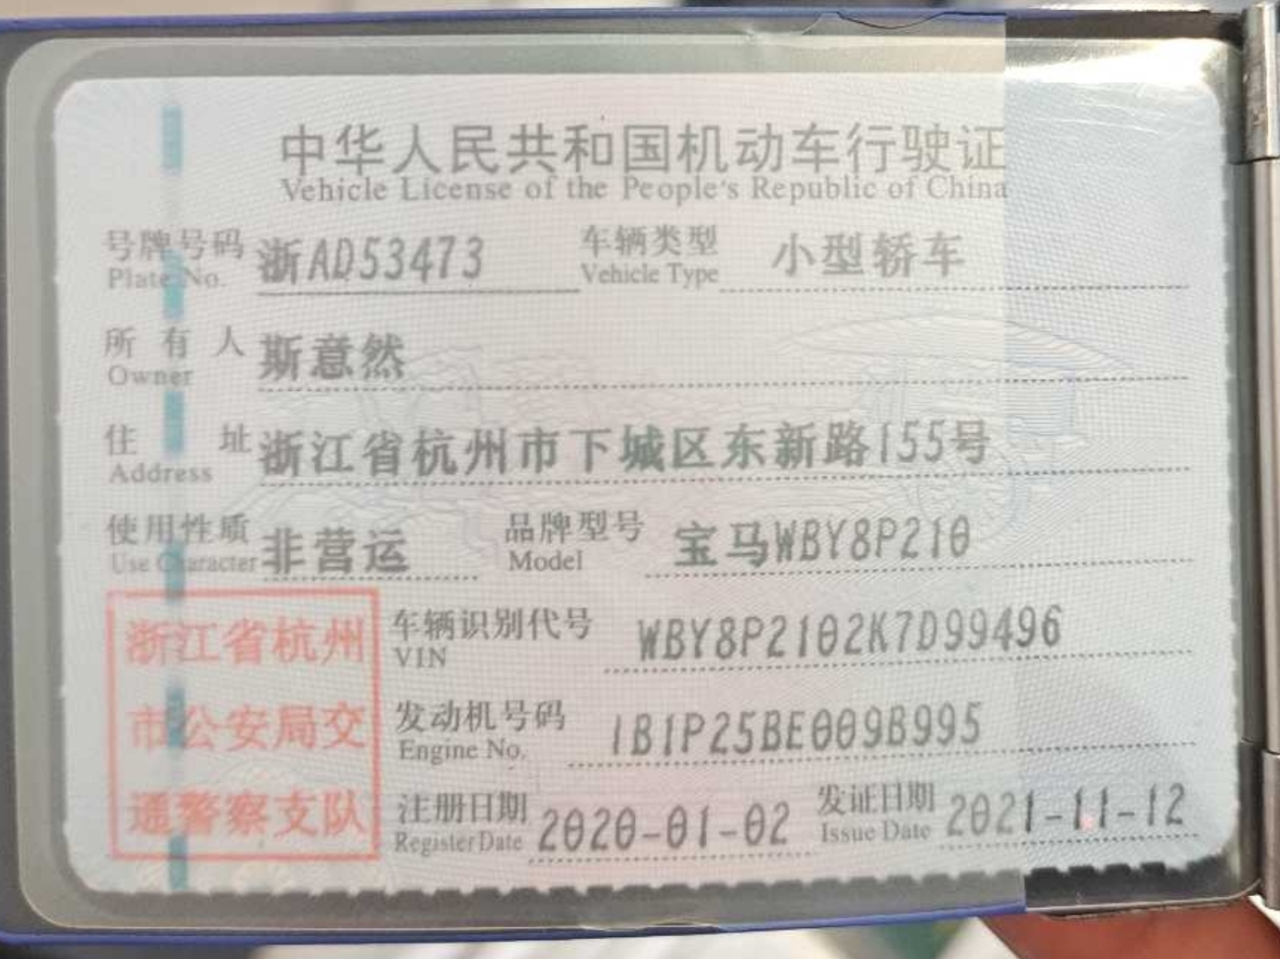 中华人民共和国机动车行驶证
Vehicle License of the People's Republic of China
号牌号码 浙AD53473 车辆类型 小型轿车
Plate No. Vehicle Type
所有人 斯意然
Owner
住址 浙江省杭州市下城区东新路155号
Address
使用性质 非营运 品牌型号 宝马WBY8P210
Use Character Model
浙江省杭州
市公安局交
通警察支队
车辆识别代号 WBY8P2102K7D99496
VIN
发动机号码 1B1P25BE009B995
Engine No.
注册日期 2020-01-02 发证日期 2021-11-12
Register Date Issue Date